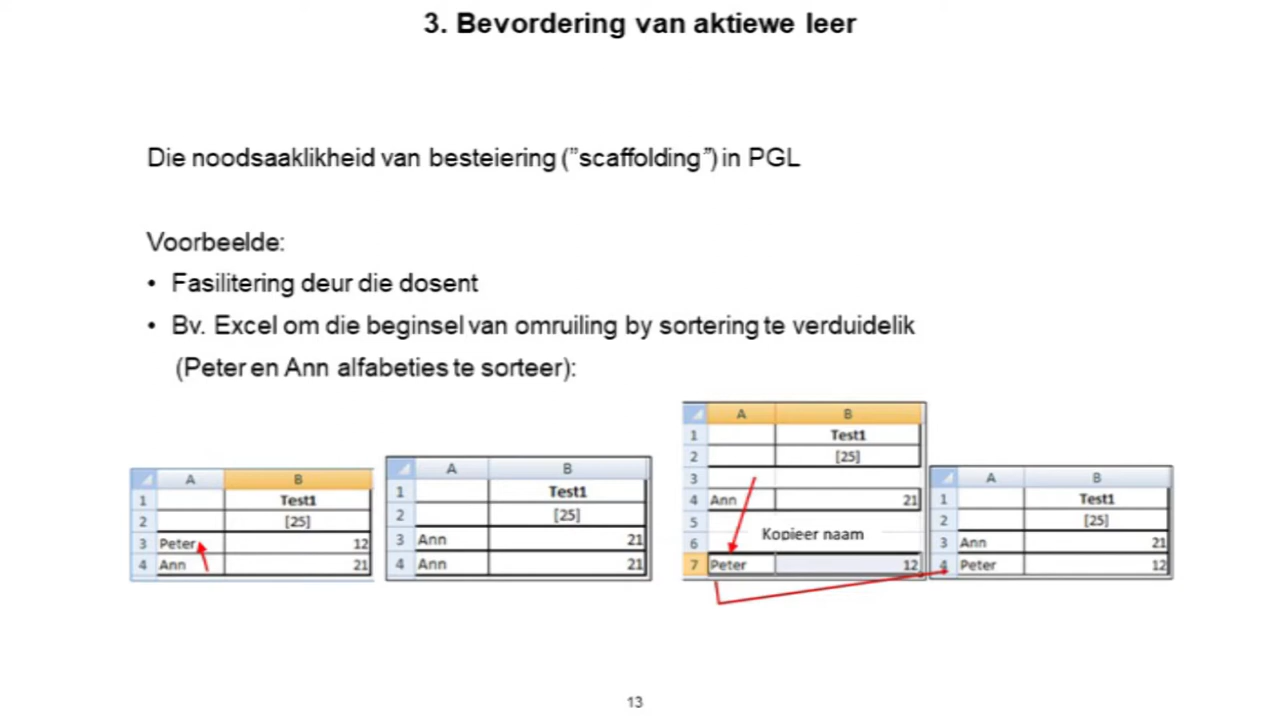 3. Bevordering van aktiewe leer
Die noodsaaklikheid van besteiering (”scaffolding”) in PGL
Voorbeelde:
• Fasilitering deur die dosent
• Bv. Excel om die beginsel van omruiling by sortering te verduidelik
(Peter en Ann alfabeties te sorteer):
A B
1 Test1
2 [25]
3 Peter 12
4 Ann 21
A B
1 Test1
2 [25]
3 Ann 21
4 Ann 21
A B
1 Test1
2 [25]
3
4 Ann 21
5
6 Kopieer naam
7 Peter 12
A B
1 Test1
2 [25]
3 Ann 21
4 Peter 12
13